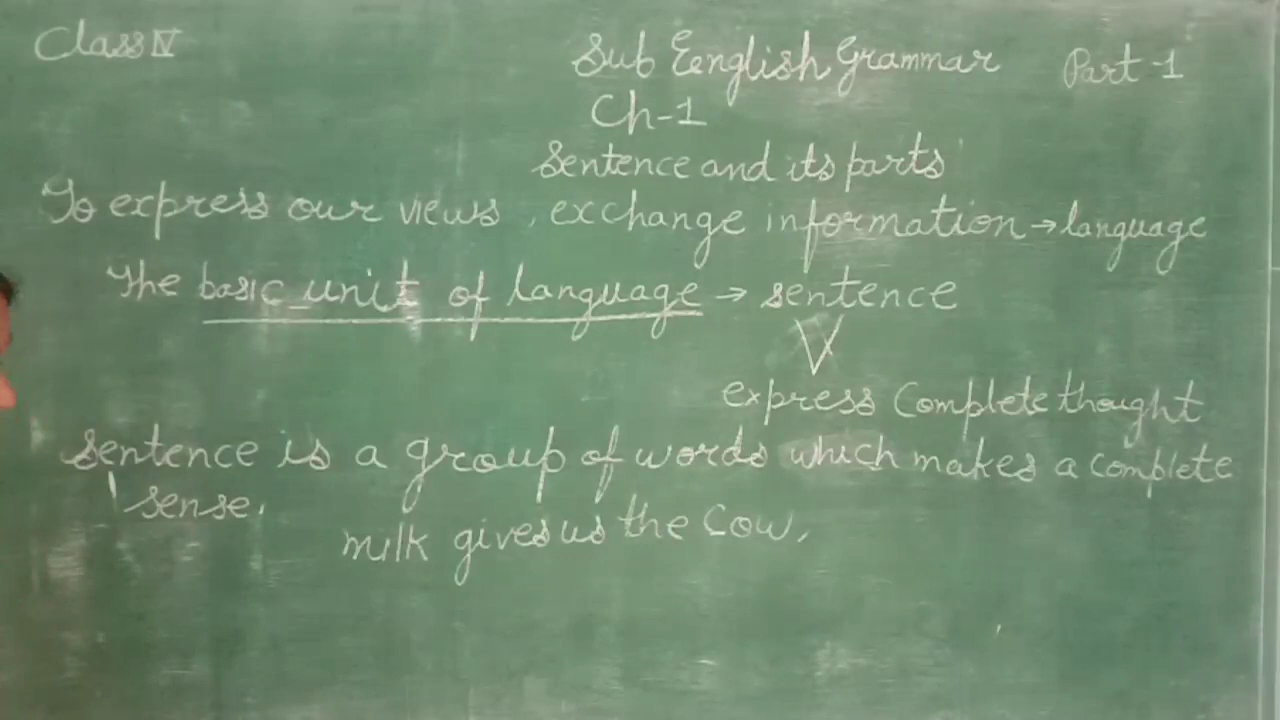 Class IV
Sub Eenglish Grammar Part-1
Ch-1
Sentence and its parts
To express our views, exchange information → language
The basic unit of language → sentence
express Complete thought
Sentence is a group of words which makes a complete
sense.
milk gives us the Cow,